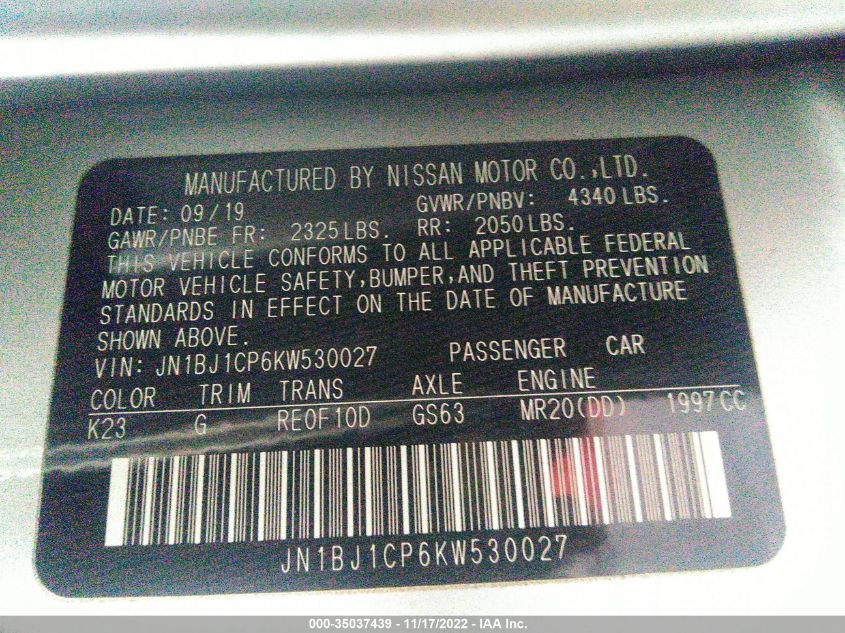 MANUFACTURED BY NISSAN MOTOR CO.,LTD.
DATE: 09/19 GVWR/PNBV: 4340 LBS.
GAWR/PNBE FR: 2325 LBS. RR: 2050 LBS.
THIS VEHICLE CONFORMS TO ALL APPLICABLE FEDERAL
MOTOR VEHICLE SAFETY,BUMPER,AND THEFT PREVENTION
STANDARDS IN EFFECT ON THE DATE OF MANUFACTURE
SHOWN ABOVE.
VIN: JN1BJ1CP6KW530027 PASSENGER CAR
COLOR TRIM TRANS AXLE ENGINE
K23 G RE0F10D GS63 MR20(DD) 1997CC
JN1BJ1CP6KW530027
000-35037439 - 11/17/2022 - IAA Inc.